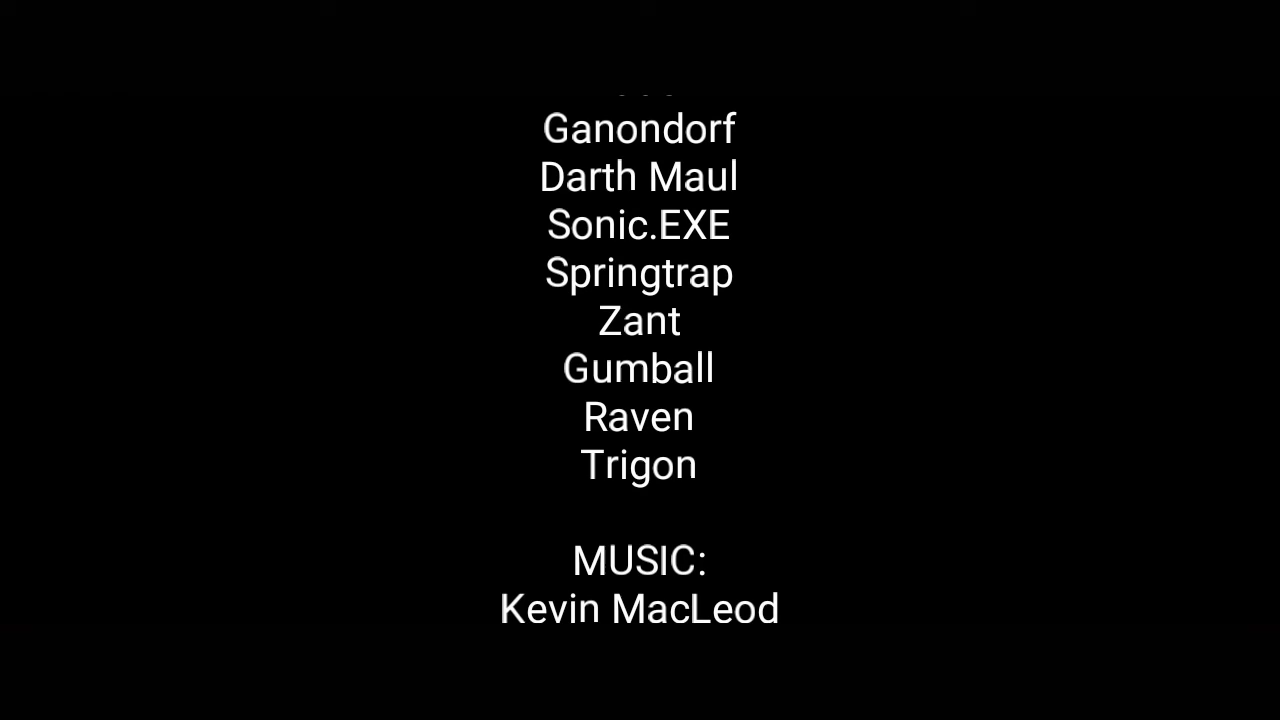 Ganondorf
Darth Maul
Sonic.EXE
Springtrap
Zant
Gumball
Raven
Trigon
MUSIC:
Kevin MacLeod